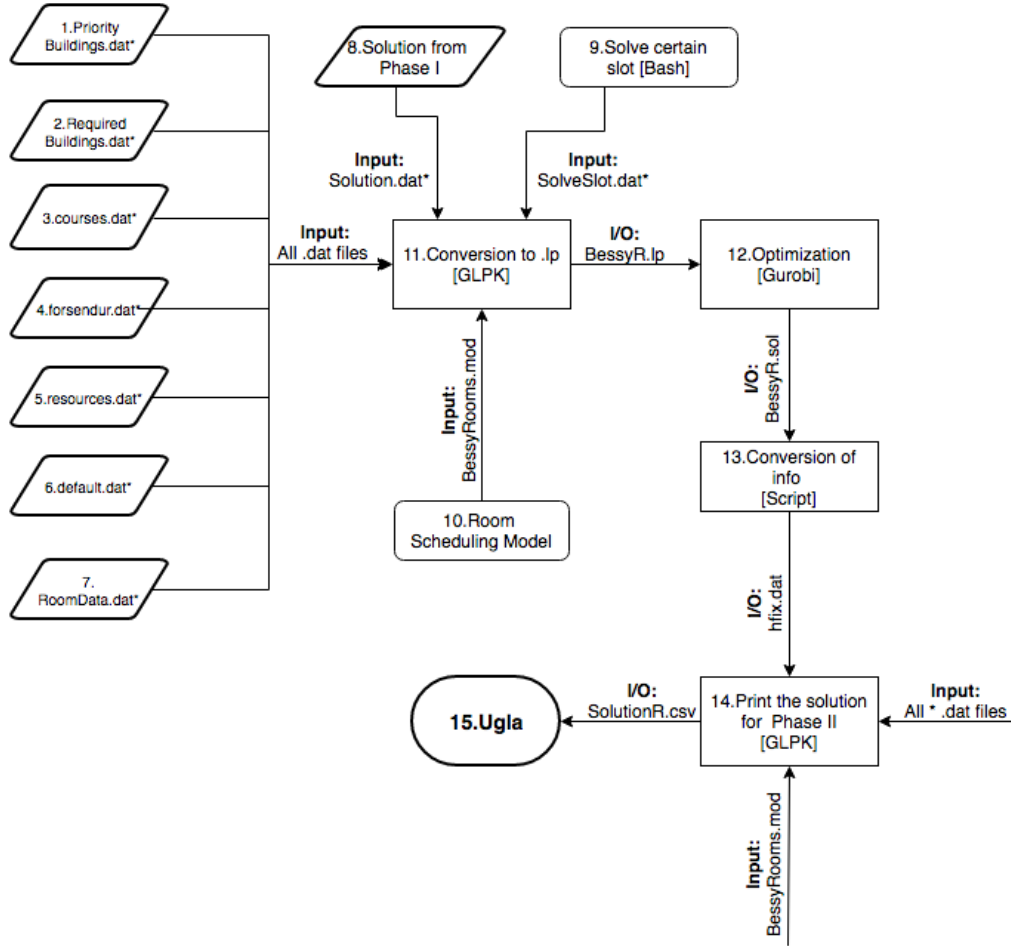 1.Priority
Buildings.dat*
2.Required
Buildings.dat*
3.courses.dat*
4.forsendur.dat*
5.resources.dat*
6.default.dat*
7.
RoomData.dat*
8.Solution from
Phase I
9.Solve certain
slot [Bash]
Input:
Solution.dat*
Input:
SolveSlot.dat*
Input:
All .dat files
11.Conversion to .lp
[GLPK]
I/O:
BessyR.lp
12.Optimization
[Gurobi]
Input:
BessyRooms.mod
10.Room
Scheduling Model
I/O:
BessyR.sol
13.Conversion of
info
[Script]
I/O:
hfix.dat
14.Print the solution
for Phase II
[GLPK]
Input:
All * .dat files
I/O:
SolutionR.csv
15.Ugla
Input:
BessyRooms.mod